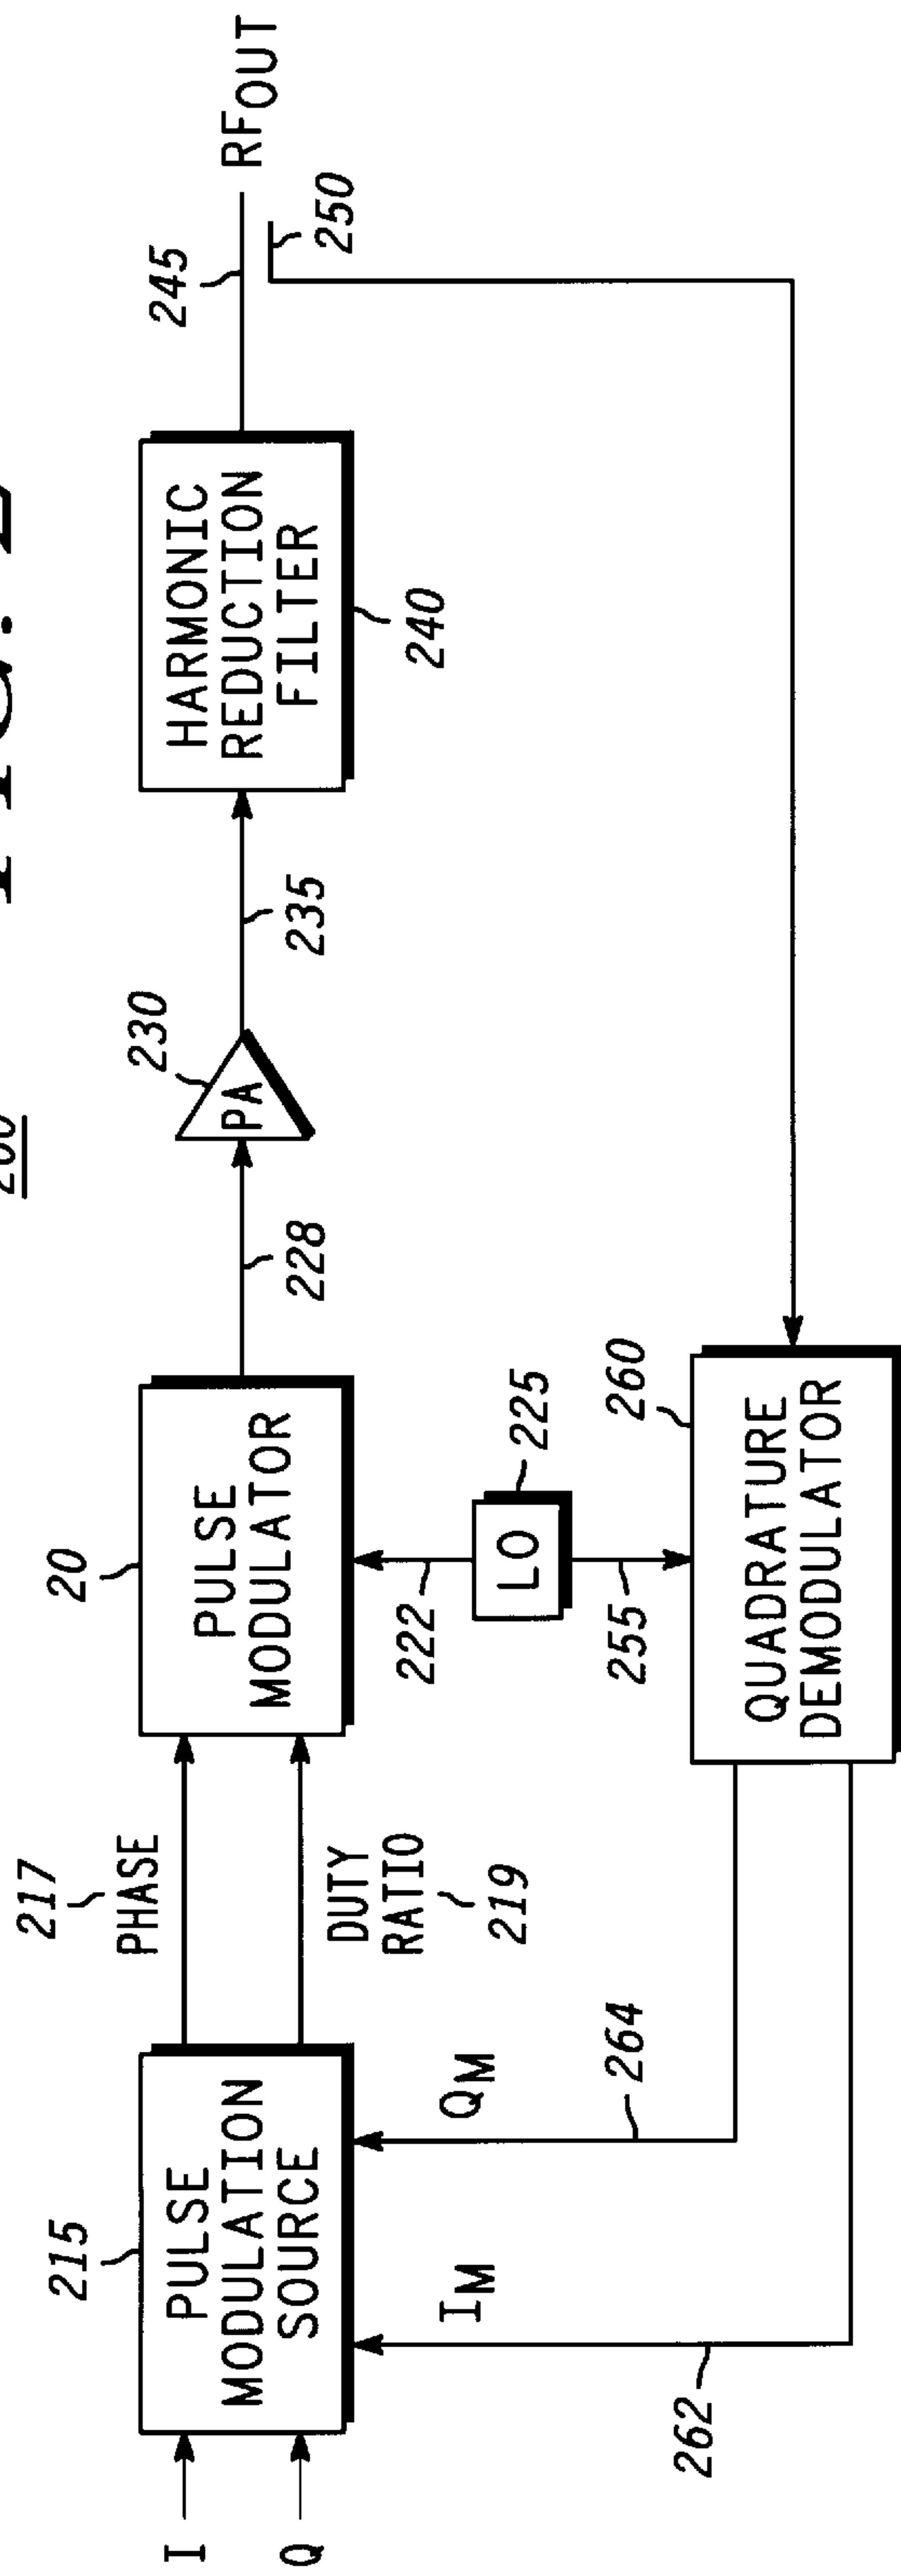 I
Q
215
PULSE
MODULATION
SOURCE
217
PHASE
DUTY
RATIO
219
20
PULSE
MODULATOR
228
230
PA
235
HARMONIC
REDUCTION
FILTER
240
245
RFOUT
250
222
LO
225
255
260
QUADRATURE
DEMODULATOR
IM
QM
262
264